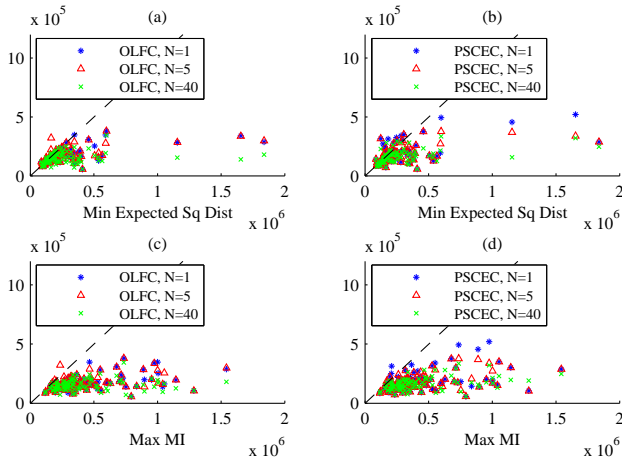 (a)
x 10^5
10
5
0
OLFC, N=1
OLFC, N=5
OLFC, N=40
0 0.5 1 1.5 2
Min Expected Sq Dist
x 10^6
(b)
x 10^5
10
5
0
PSCEC, N=1
PSCEC, N=5
PSCEC, N=40
0 0.5 1 1.5 2
Min Expected Sq Dist
x 10^6
(c)
x 10^5
10
5
0
OLFC, N=1
OLFC, N=5
OLFC, N=40
0 0.5 1 1.5 2
Max MI
x 10^6
(d)
x 10^5
10
5
0
PSCEC, N=1
PSCEC, N=5
PSCEC, N=40
0 0.5 1 1.5 2
Max MI
x 10^6